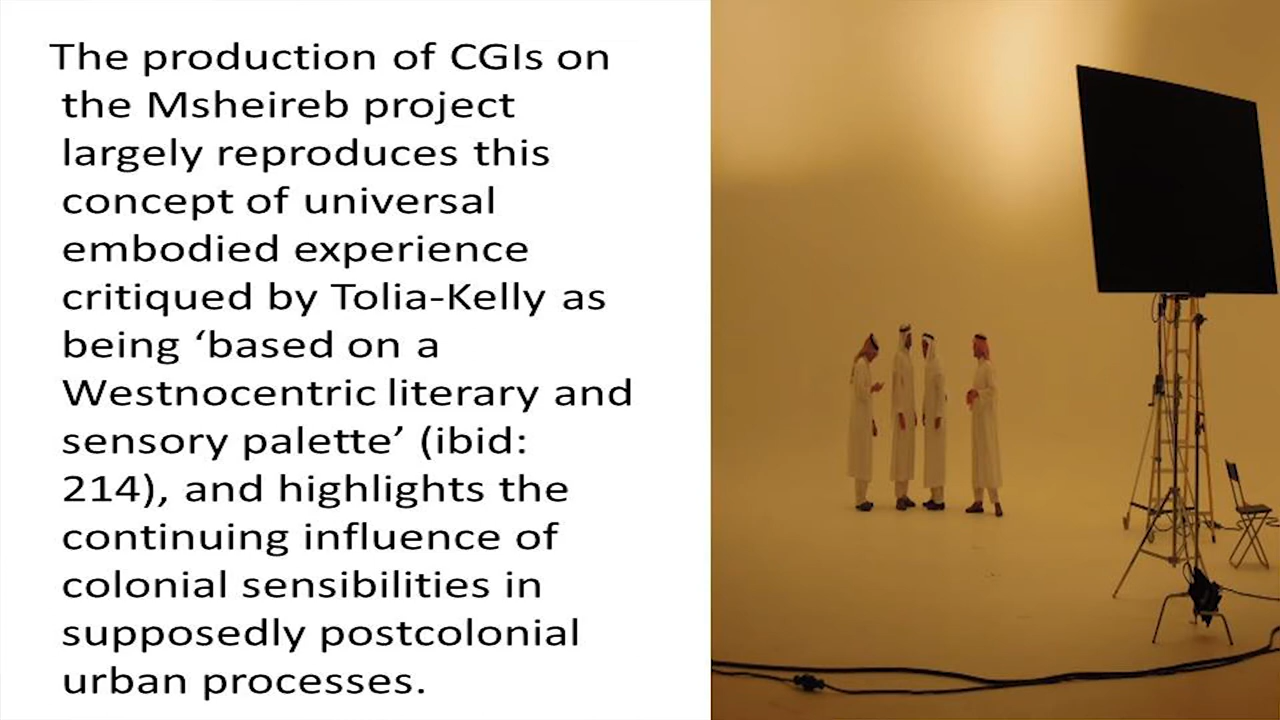 The production of CGIs on
the Msheireb project
largely reproduces this
concept of universal
embodied experience
critiqued by Tolia-Kelly as
being ‘based on a
Westnocentric literary and
sensory palette’ (ibid:
214), and highlights the
continuing influence of
colonial sensibilities in
supposedly postcolonial
urban processes.